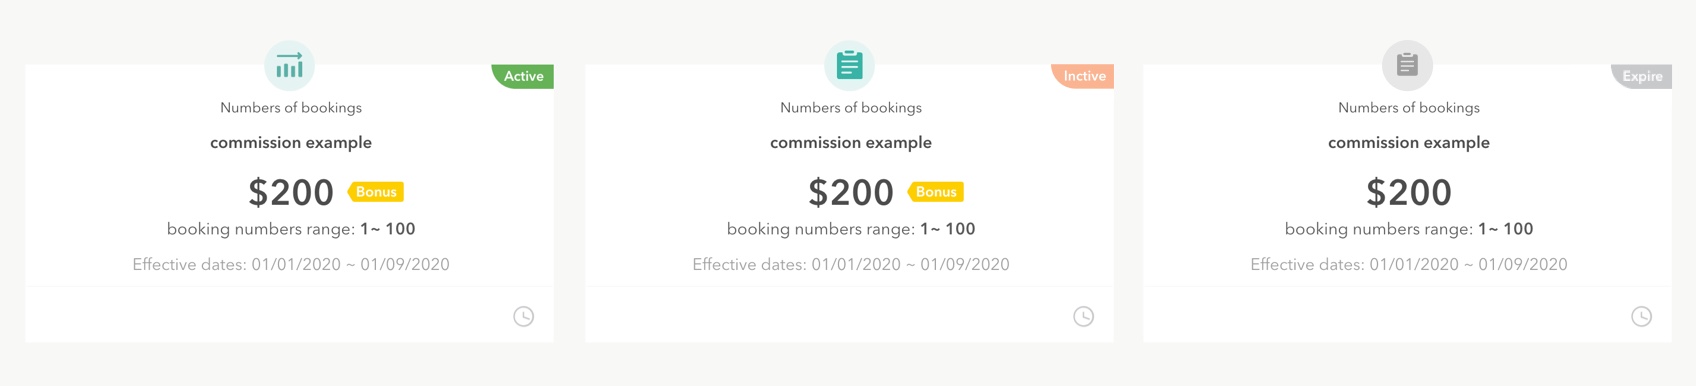 Active
Numbers of bookings
commission example
$200 Bonus
booking numbers range: 1~ 100
Effective dates: 01/01/2020 ~ 01/09/2020
Inctive
Numbers of bookings
commission example
$200 Bonus
booking numbers range: 1~ 100
Effective dates: 01/01/2020 ~ 01/09/2020
Expire
Numbers of bookings
commission example
$200
booking numbers range: 1~ 100
Effective dates: 01/01/2020 ~ 01/09/2020